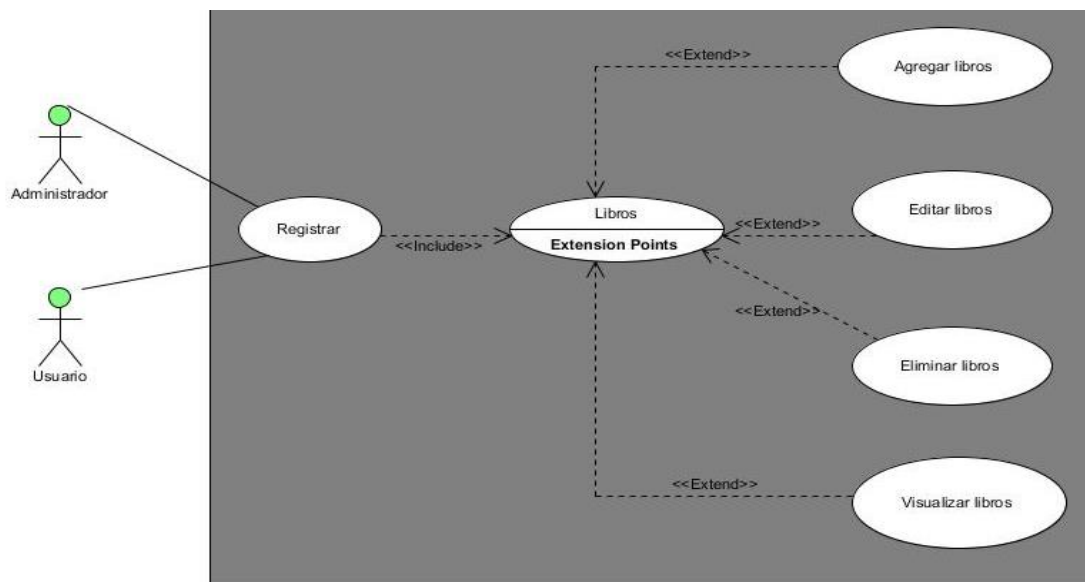 <<Extend>>
Agregar libros
Administrador
Registrar
<<Include>>
Libros
Extension Points
<<Extend>>
Editar libros
<<Extend>>
Eliminar libros
Usuario
<<Extend>>
Visualizar libros